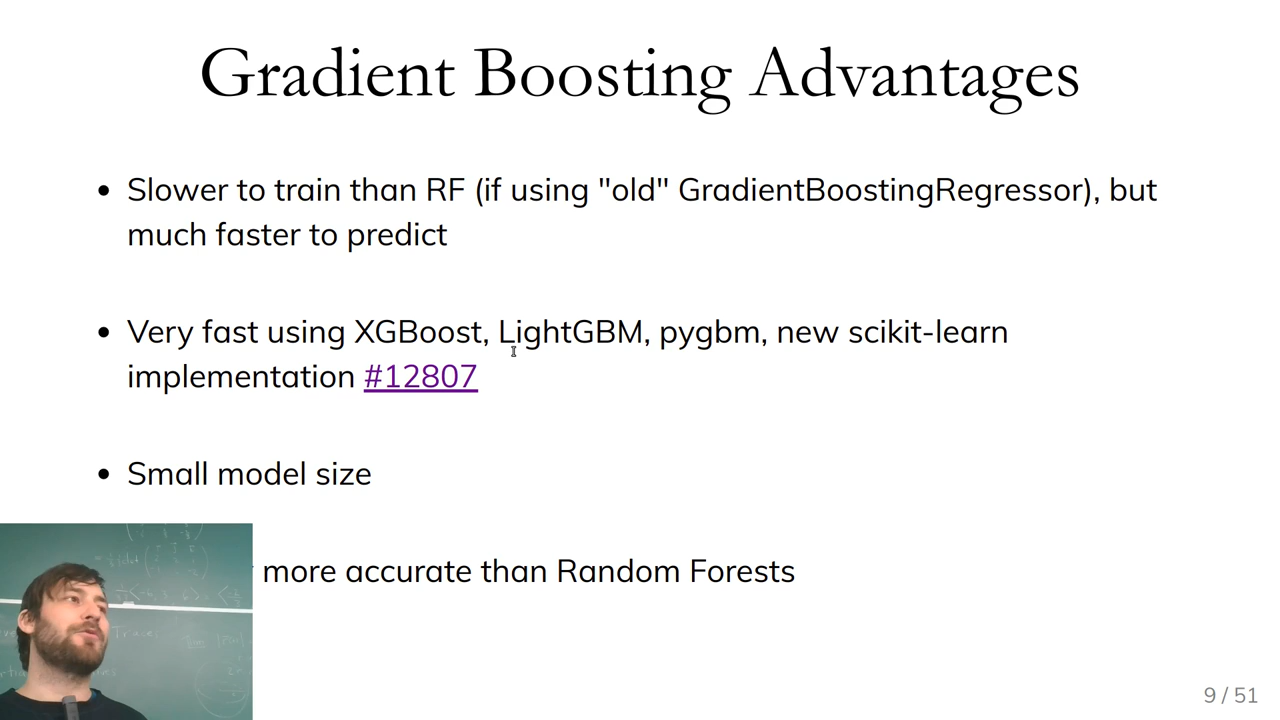 Gradient Boosting Advantages
• Slower to train than RF (if using "old" GradientBoostingRegressor), but
much faster to predict
• Very fast using XGBoost, LightGBM, pygbm, new scikit-learn
implementation #12807
• Small model size
more accurate than Random Forests
9 / 51